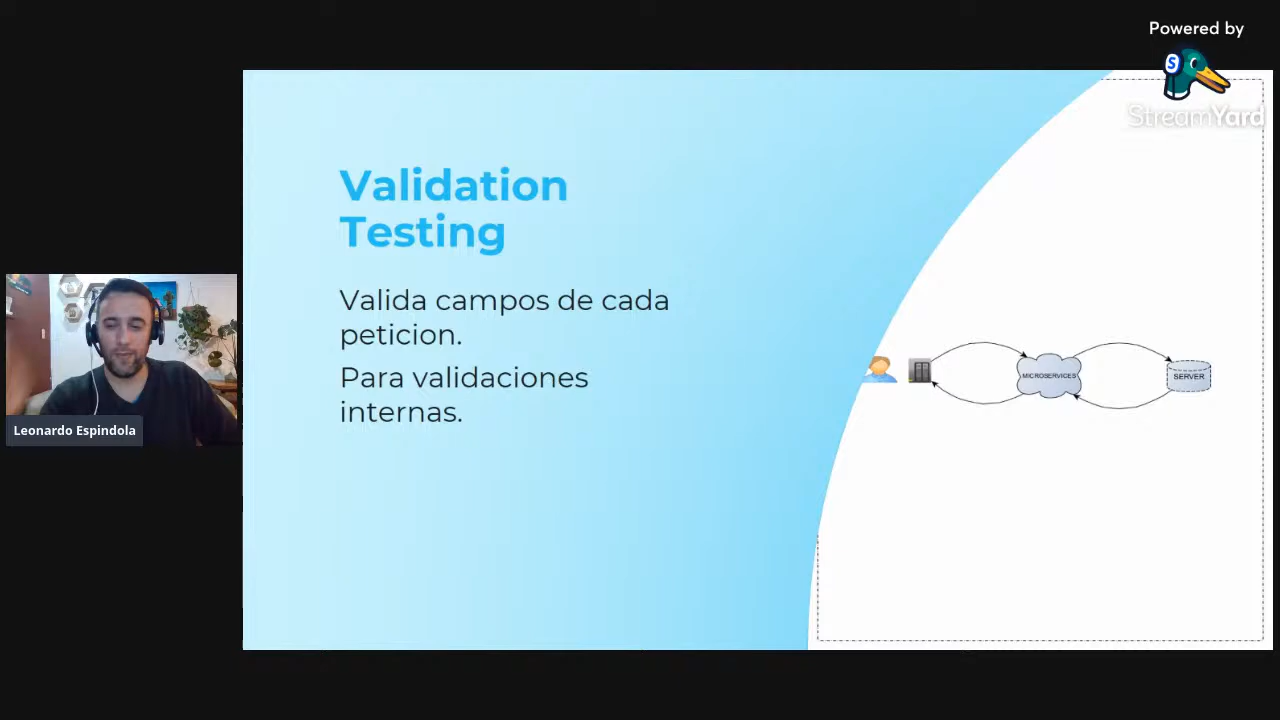 Powered by
StreamYard
Validation
Testing
Valida campos de cada
peticion.
Para validaciones
internas.
MICROSERVICES
SERVER
Leonardo Espindola